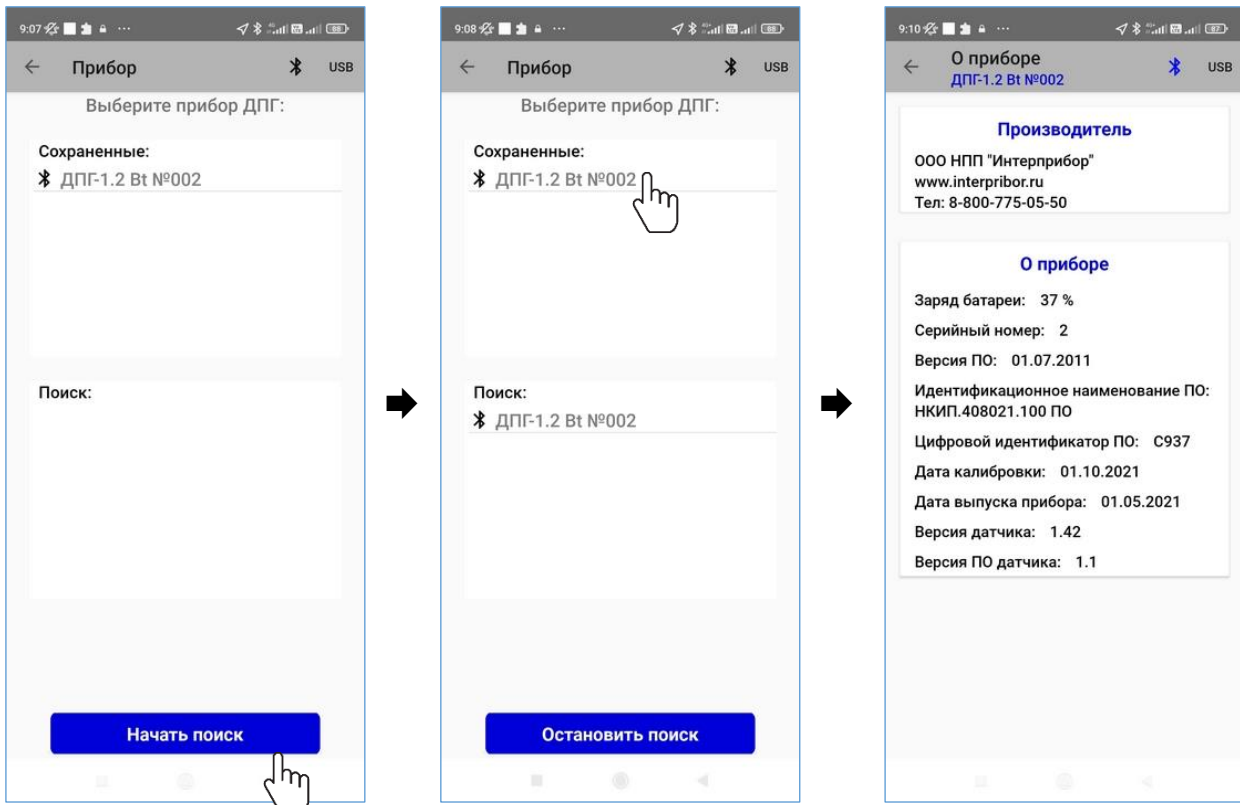 9:07
88
Прибор
USB
Выберите прибор ДПГ:
Сохраненные:
ДПГ-1.2 Bt №002
Поиск:
Начать поиск
9:08
88
Прибор
USB
Выберите прибор ДПГ:
Сохраненные:
ДПГ-1.2 Bt №002
Поиск:
ДПГ-1.2 Bt №002
Остановить поиск
9:10
87
О приборе
ДПГ-1.2 Bt №002
USB
Производитель
ООО НПП "Интерприбор"
www.interpribor.ru
Тел: 8-800-775-05-50
О приборе
Заряд батареи: 37 %
Серийный номер: 2
Версия ПО: 01.07.2011
Идентификационное наименование ПО:
НКИП.408021.100 ПО
Цифровой идентификатор ПО: C937
Дата калибровки: 01.10.2021
Дата выпуска прибора: 01.05.2021
Версия датчика: 1.42
Версия ПО датчика: 1.1